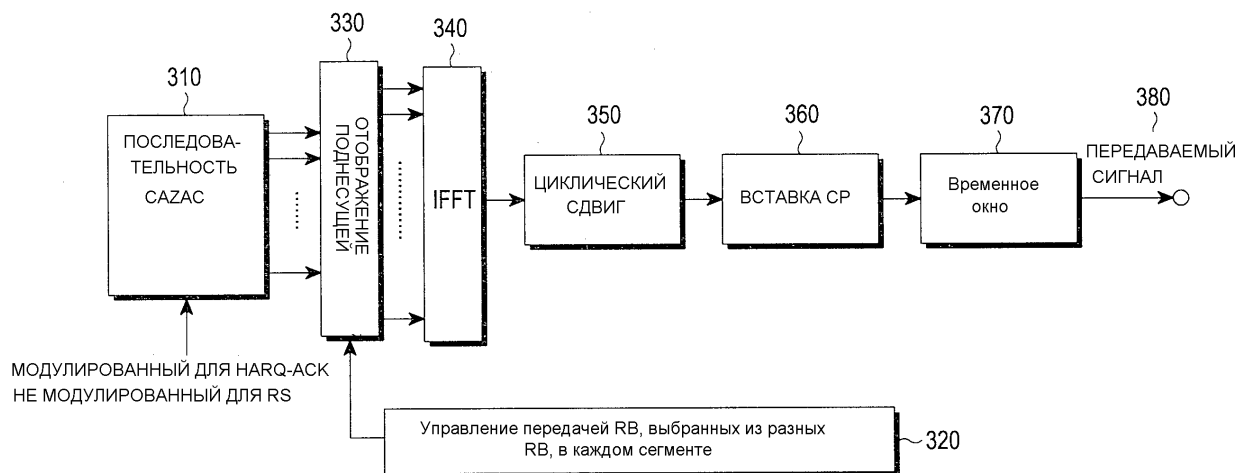 310
ПОСЛЕДОВА-
ТЕЛЬНОСТЬ
CAZAC
330
ОТОБРАЖЕНИЕ
ПОДНЕСУЩЕЙ
340
IFFT
350
ЦИКЛИЧЕСКИЙ
СДВИГ
360
ВСТАВКА CP
370
Временное
окно
380
ПЕРЕДАВАЕМЫЙ
СИГНАЛ
МОДУЛИРОВАННЫЙ ДЛЯ HARQ-ACK
НЕ МОДУЛИРОВАННЫЙ ДЛЯ RS
Управление передачей RB, выбранных из разных
RB, в каждом сегменте
320